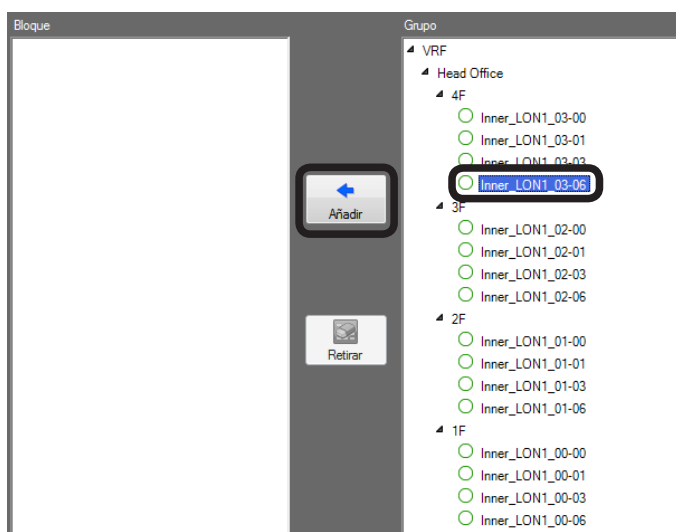 Bloque
Añadir
Retirar
Grupo
VRF
Head Office
4F
Inner_LON1_03-00
Inner_LON1_03-01
Inner_LON1_03-03
Inner_LON1_03-06
3F
Inner_LON1_02-00
Inner_LON1_02-01
Inner_LON1_02-03
Inner_LON1_02-06
2F
Inner_LON1_01-00
Inner_LON1_01-01
Inner_LON1_01-03
Inner_LON1_01-06
1F
Inner_LON1_00-00
Inner_LON1_00-01
Inner_LON1_00-03
Inner_LON1_00-06